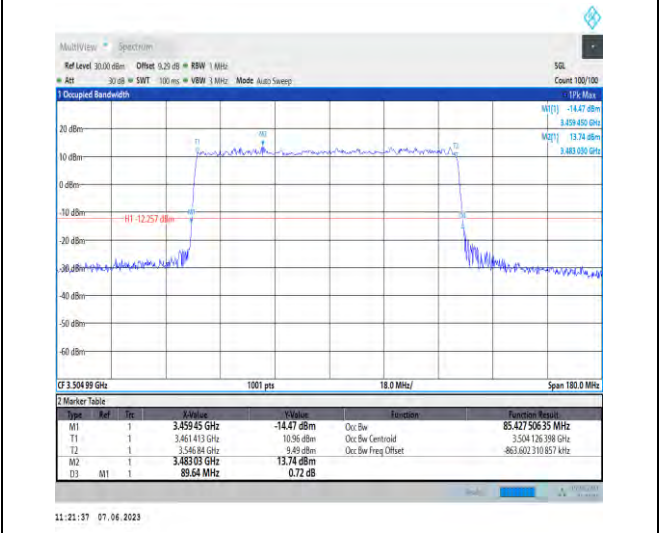 MultiView Spectrum
Ref Level 30.00 dBm Offset 9.29 dB RBW 1 MHz SGL
Att 30 dB SWT 100 ms VBW 3 MHz Mode Auto Sweep Count 100/100
1 Occupied Bandwidth 1Pk Max
M1[1] -14.47 dBm
3.459 450 GHz
M2[1] 13.74 dBm
3.483 030 GHz
20 dBm
10 dBm
0 dBm
-10 dBm
-20 dBm
-30 dBm
-40 dBm
-50 dBm
-60 dBm
H1 -12.257 dBm
T1
M2
T2
CF 3.504 99 GHz 1001 pts 18.0 MHz/ Span 180.0 MHz
2 Marker Table
Type Ref Trc X-Value Y-Value Function Function Result
M1 1 3.459 45 GHz -14.47 dBm Occ Bw 85.427 506 35 MHz
T1 1 3.461 413 GHz 10.96 dBm Occ Bw Centroid 3.504 126 398 GHz
T2 1 3.546 84 GHz 9.49 dBm Occ Bw Freq Offset -863.602 310 857 kHz
M2 1 3.483 03 GHz 13.74 dBm
D3 M1 1 89.64 MHz 0.72 dB
11:21:37 07.06.2023